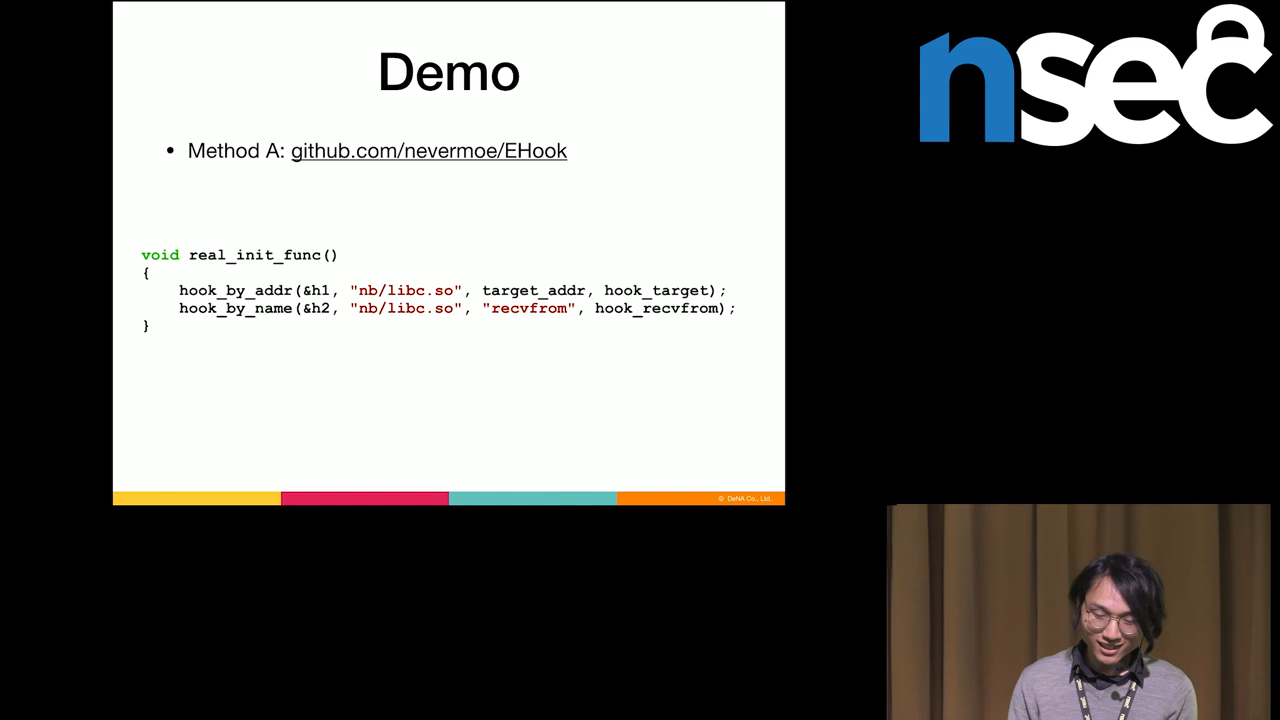 Demo
nsec
• Method A: github.com/nevermoe/EHook
void real_init_func()
{
    hook_by_addr(&h1, "nb/libc.so", target_addr, hook_target);
    hook_by_name(&h2, "nb/libc.so", "recvfrom", hook_recvfrom);
}
© DeNA Co., Ltd.